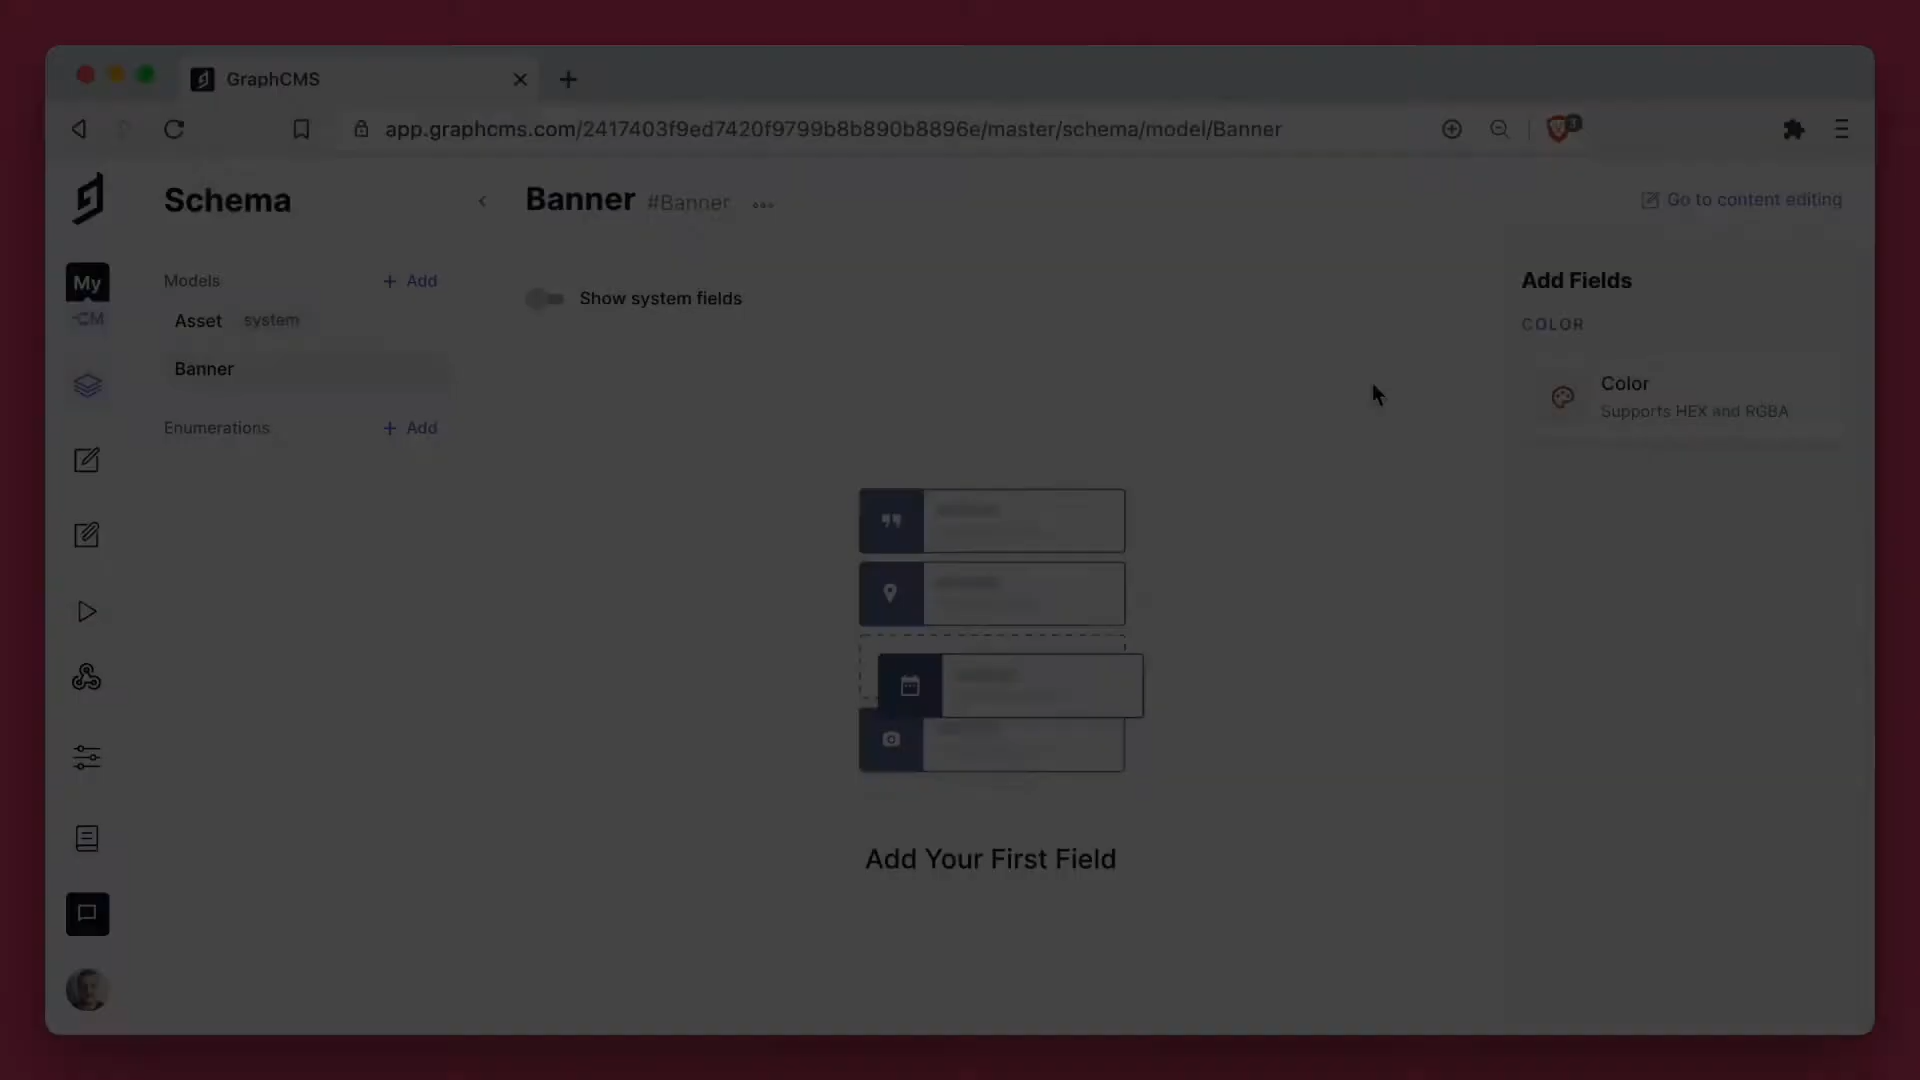 GraphCMS
app.graphcms.com/2417403f9ed7420f9799b8b890b8896e/master/schema/model/Banner
3
Schema
Banner #Banner
Go to content editing
My
-CM
Models
+ Add
Asset system
Banner
Enumerations
+ Add
Show system fields
Add Fields
COLOR
Color
Supports HEX and RGBA
Add Your First Field